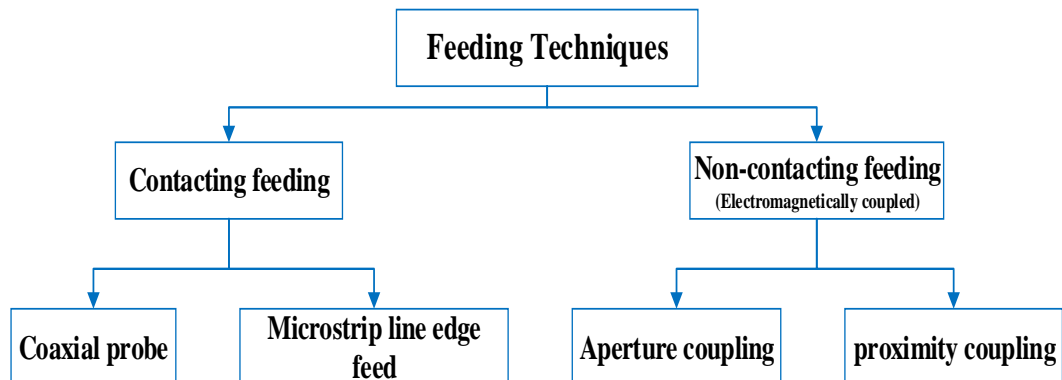 Feeding Techniques
Contacting feeding
Non-contacting feeding
(Electromagnetically coupled)
Coaxial probe
Microstrip line edge
feed
Aperture coupling
proximity coupling